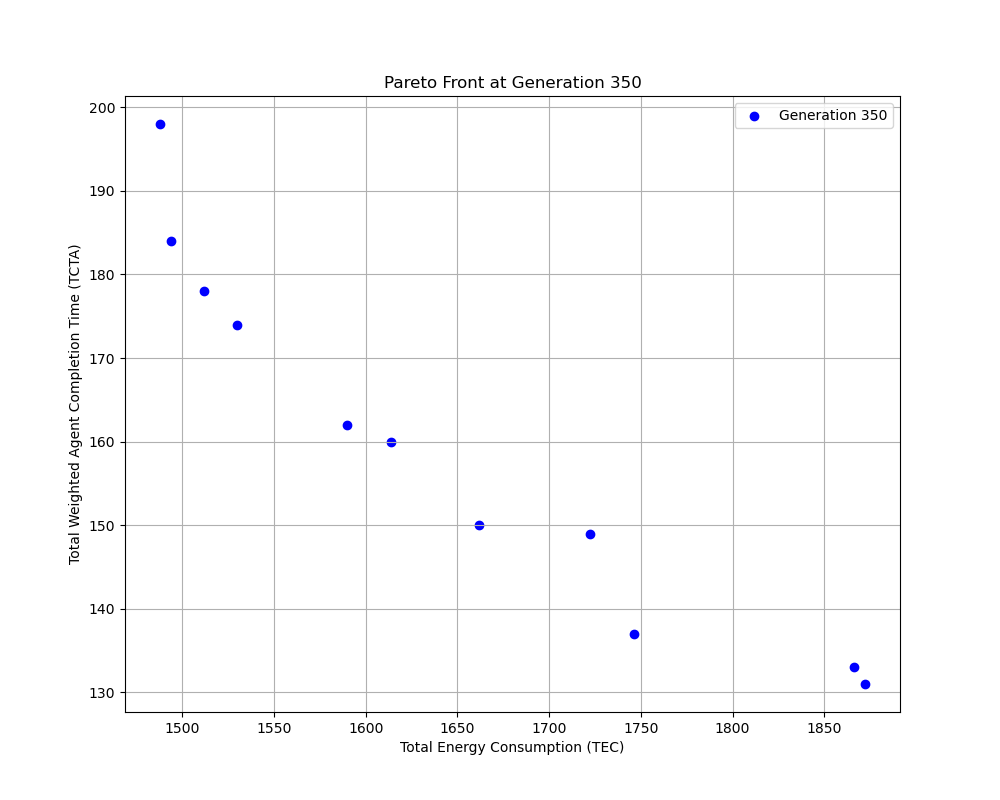 Pareto Front at Generation 350
Generation 350
200
190
180
170
160
150
140
130
Total Weighted Agent Completion Time (TCTA)
1500 1550 1600 1650 1700 1750 1800 1850
Total Energy Consumption (TEC)